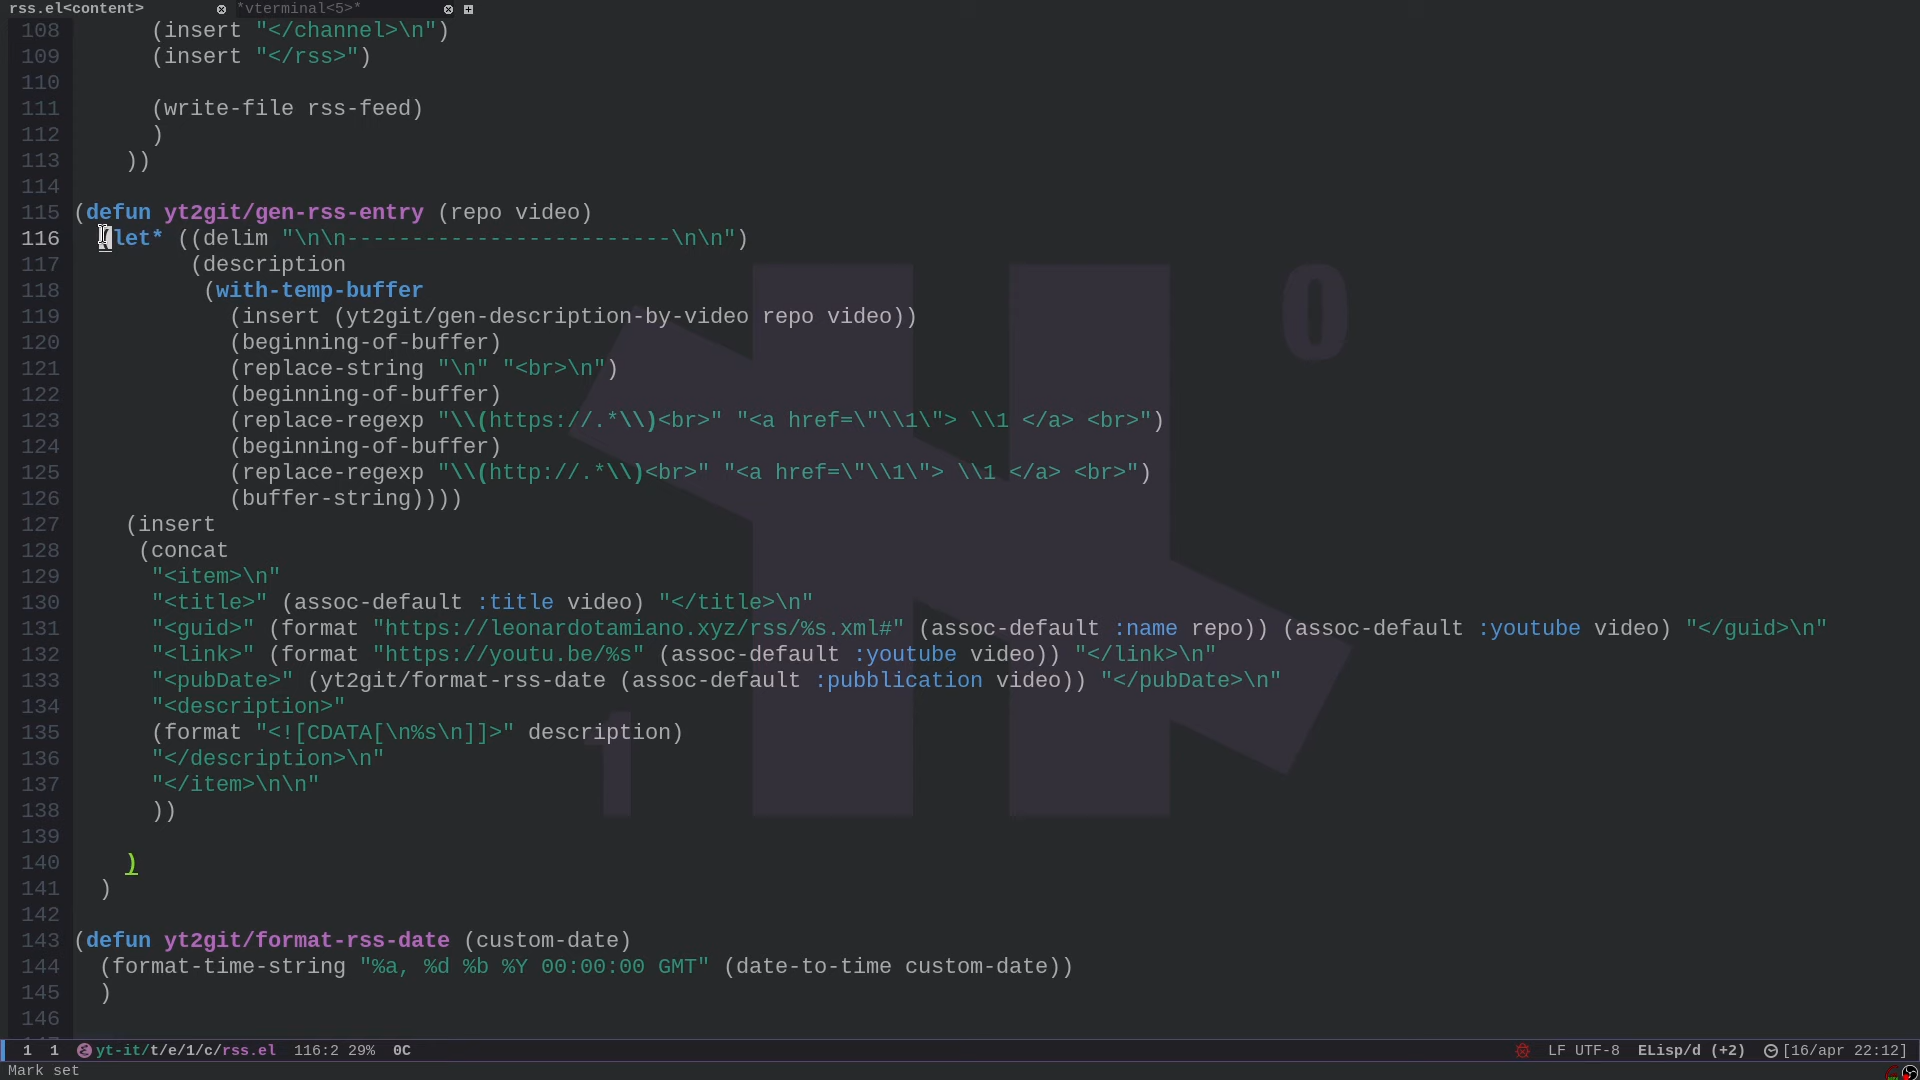 rss.el<content> *vterminal<5>*
108 (insert "</channel>\n")
109 (insert "</rss>")
110
111 (write-file rss-feed)
112 )
113 ))
114
115 (defun yt2git/gen-rss-entry (repo video)
116 (let* ((delim "\n\n-------------------------\n\n")
117 (description
118 (with-temp-buffer
119 (insert (yt2git/gen-description-by-video repo video))
120 (beginning-of-buffer)
121 (replace-string "\n" "<br>\n")
122 (beginning-of-buffer)
123 (replace-regexp "\\(https://.*\\)<br>" "<a href=\"\\1\"> \\1 </a> <br>")
124 (beginning-of-buffer)
125 (replace-regexp "\\(http://.*\\)<br>" "<a href=\"\\1\"> \\1 </a> <br>")
126 (buffer-string))))
127 (insert
128 (concat
129 "<item>\n"
130 "<title>" (assoc-default :title video) "</title>\n"
131 "<guid>" (format "https://leonardotamiano.xyz/rss/%s.xml#" (assoc-default :name repo)) (assoc-default :youtube video) "</guid>\n"
132 "<link>" (format "https://youtu.be/%s" (assoc-default :youtube video)) "</link>\n"
133 "<pubDate>" (yt2git/format-rss-date (assoc-default :pubblication video)) "</pubDate>\n"
134 "<description>"
135 (format "<![CDATA[\n%s\n]]>" description)
136 "</description>\n"
137 "</item>\n\n"
138 ))
139
140 )
141 )
142
143 (defun yt2git/format-rss-date (custom-date)
144 (format-time-string "%a, %d %b %Y 00:00:00 GMT" (date-to-time custom-date))
145 )
146
1 1 yt-it/t/e/1/c/rss.el 116:2 29% 0C LF UTF-8 ELisp/d (+2) [16/apr 22:12]
Mark set
0
1